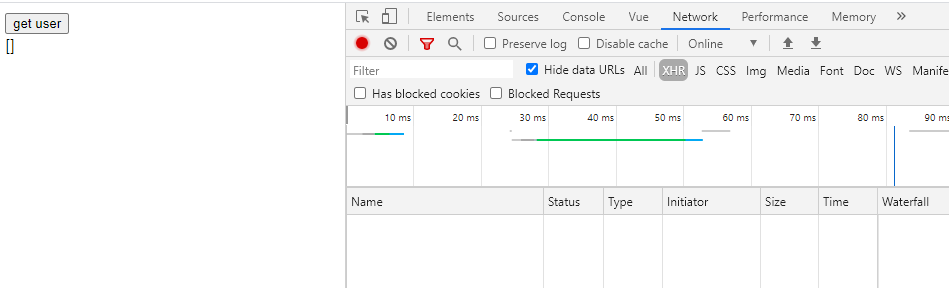 get user
[]
Elements Sources Console Vue Network Performance Memory »
Preserve log Disable cache Online ▼
Filter Hide data URLs All XHR JS CSS Img Media Font Doc WS Manife
Has blocked cookies Blocked Requests
10 ms 20 ms 30 ms 40 ms 50 ms 60 ms 70 ms 80 ms 90 ms
Name Status Type Initiator Size Time Waterfall